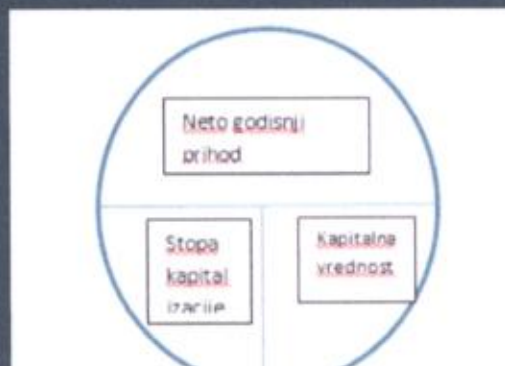 Neto godisnji
prihod
Stopa
kapital
izacije
Kapitalna
vrednost